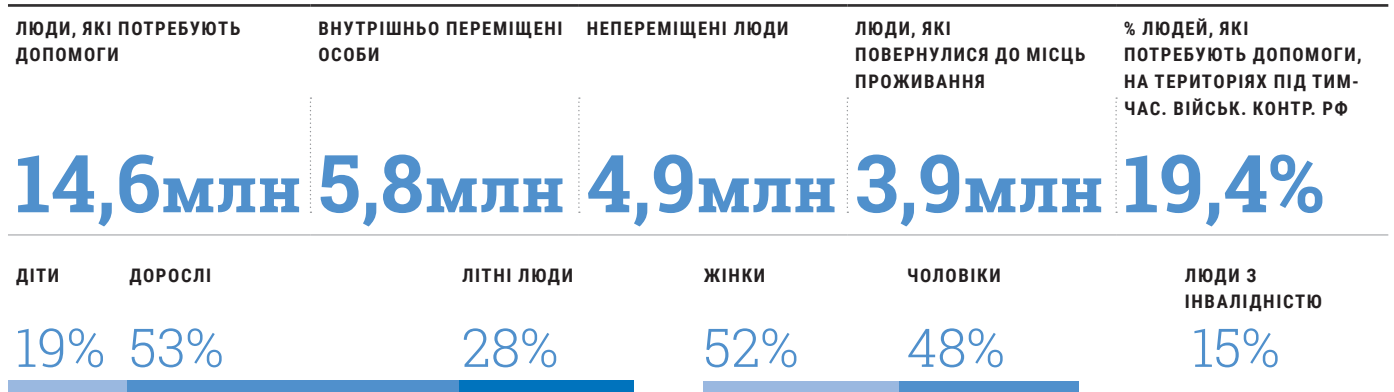 ЛЮДИ, ЯКІ ПОТРЕБУЮТЬ
ДОПОМОГИ
14,6млн
ВНУТРІШНЬО ПЕРЕМІЩЕНІ
ОСОБИ
5,8млн
НЕПЕРЕМІЩЕНІ ЛЮДИ
4,9млн
ЛЮДИ, ЯКІ
ПОВЕРНУЛИСЯ ДО МІСЦЬ
ПРОЖИВАННЯ
3,9млн
% ЛЮДЕЙ, ЯКІ
ПОТРЕБУЮТЬ ДОПОМОГИ,
НА ТЕРИТОРІЯХ ПІД ТИМ-
ЧАС. ВІЙСЬК. КОНТР. РФ
19,4%
ДІТИ
19%
ДОРОСЛІ
53%
ЛІТНІ ЛЮДИ
28%
ЖІНКИ
52%
ЧОЛОВІКИ
48%
ЛЮДИ З
ІНВАЛІДНІСТЮ
15%